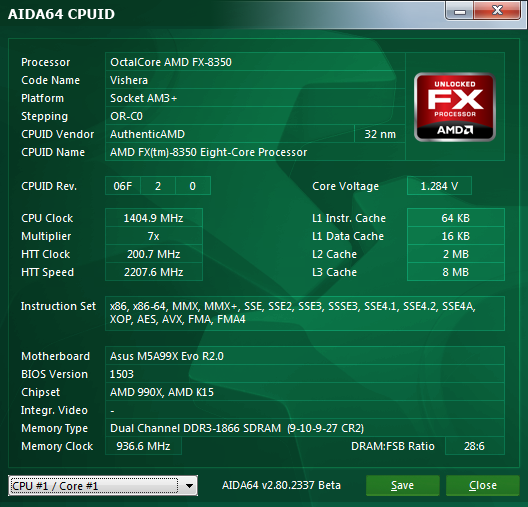 AIDA64 CPUID
Processor OctalCore AMD FX-8350
Code Name Vishera
Platform Socket AM3+
Stepping OR-C0
CPUID Vendor AuthenticAMD 32 nm
CPUID Name AMD FX(tm)-8350 Eight-Core Processor
UNLOCKED
FX
PROCESSOR
AMD
CPUID Rev. 06F 2 0 Core Voltage 1.284 V
CPU Clock 1404.9 MHz L1 Instr. Cache 64 KB
Multiplier 7x L1 Data Cache 16 KB
HTT Clock 200.7 MHz L2 Cache 2 MB
HTT Speed 2207.6 MHz L3 Cache 8 MB
Instruction Set x86, x86-64, MMX, MMX+, SSE, SSE2, SSE3, SSSE3, SSE4.1, SSE4.2, SSE4A,
XOP, AES, AVX, FMA, FMA4
Motherboard Asus M5A99X Evo R2.0
BIOS Version 1503
Chipset AMD 990X, AMD K15
Integr. Video -
Memory Type Dual Channel DDR3-1866 SDRAM (9-10-9-27 CR2)
Memory Clock 936.6 MHz DRAM:FSB Ratio 28:6
CPU #1 / Core #1 AIDA64 v2.80.2337 Beta Save Close